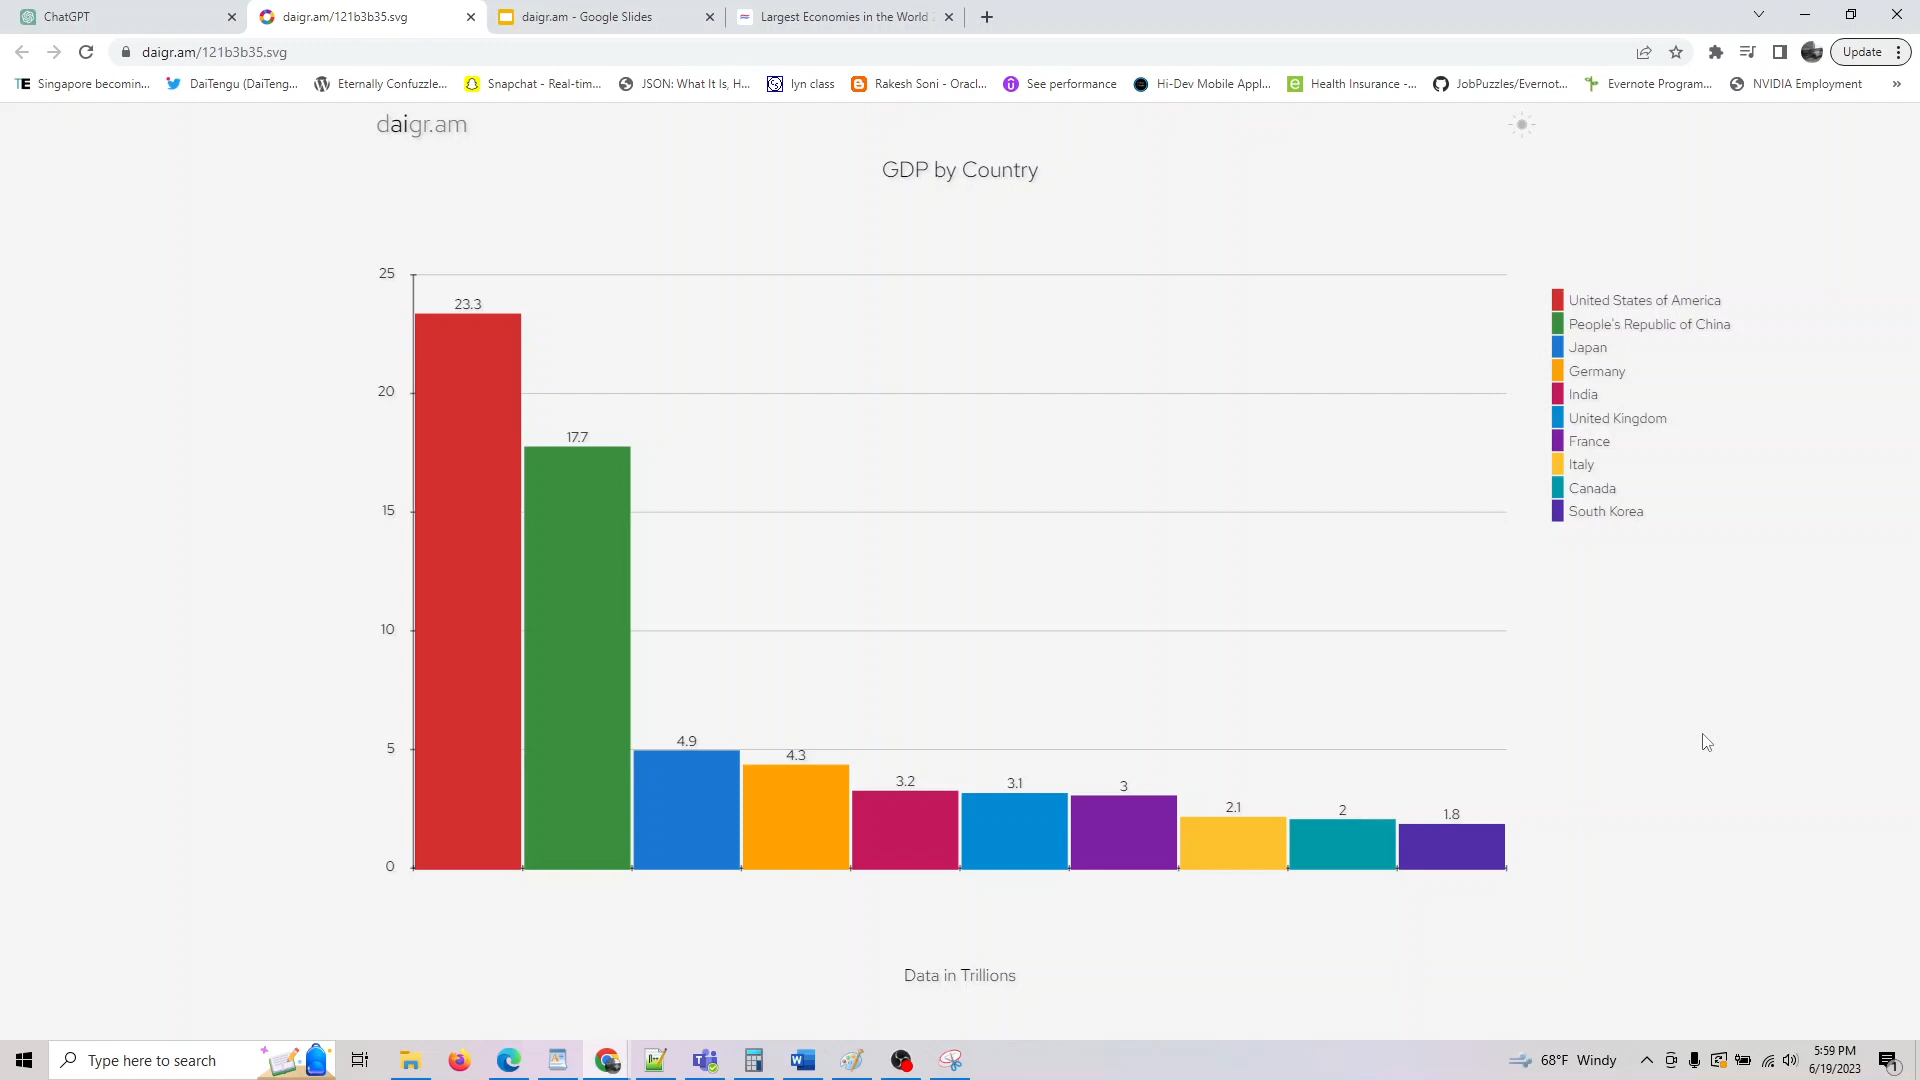 ChatGPT
daigr.am/121b3b35.svg
daigr.am - Google Slides
Largest Economies in the World
Update
daigr.am/121b3b35.svg
TE Singapore becomin...
DaiTengu (DaiTeng...
Eternally Confuzzle...
Snapchat - Real-tim...
JSON: What It Is, H...
lyn class
Rakesh Soni - Oracl...
See performance
Hi-Dev Mobile Appl...
Health Insurance -...
JobPuzzles/Evernot...
Evernote Program...
NVIDIA Employment
»
daigr.am
GDP by Country
25
20
15
10
5
0
23.3
17.7
4.9
4.3
3.2
3.1
3
2.1
2
1.8
United States of America
People's Republic of China
Japan
Germany
India
United Kingdom
France
Italy
Canada
South Korea
Data in Trillions
Type here to search
68°F Windy
5:59 PM
6/19/2023
1